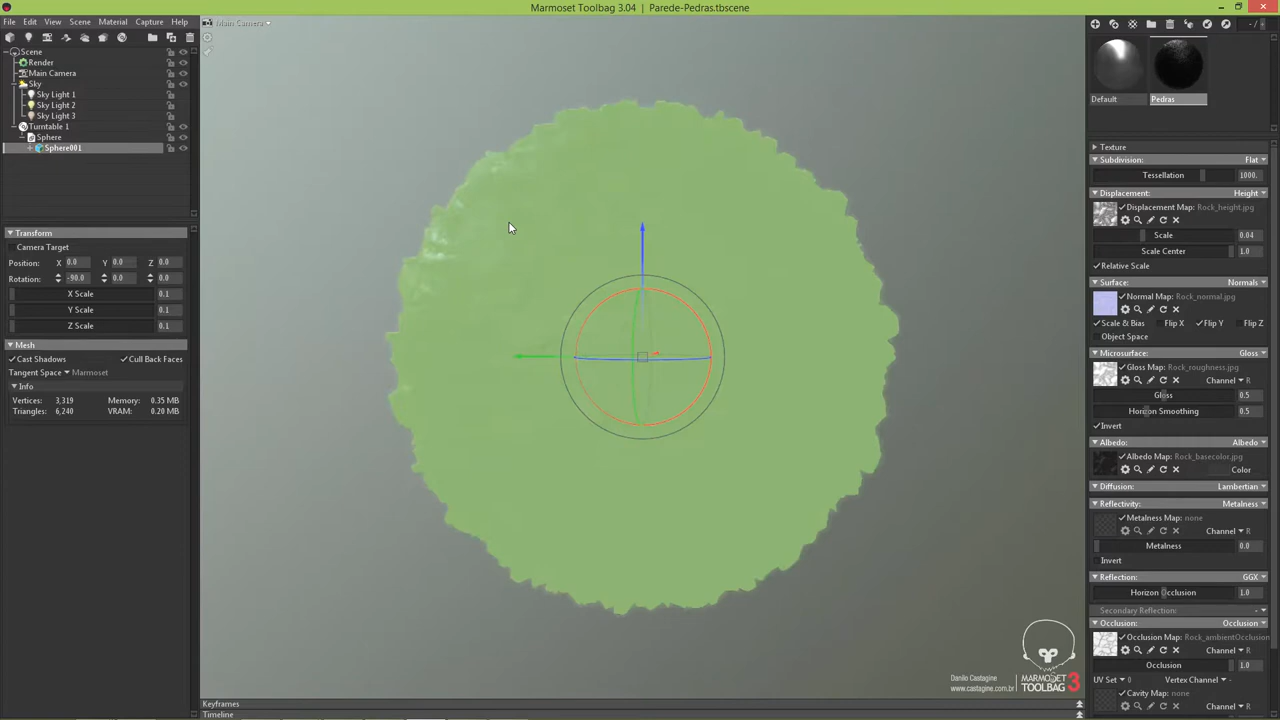 Marmoset Toolbag 3.04 | Parede-Pedras.tbscene
File Edit View Scene Material Capture Help
Main Camera
Scene
Render
Main Camera
Sky
Sky Light 1
Sky Light 2
Sky Light 3
Turntable 1
Sphere
Sphere001
Transform
Camera Target
Position: X 0.0 Y 0.0 Z 0.0
Rotation: -90.0 0.0 0.0
X Scale 0.1
Y Scale 0.1
Z Scale 0.1
Mesh
Cast Shadows Cull Back Faces
Tangent Space Marmoset
Info
Vertices: 3,319 Memory: 0.35 MB
Triangles: 6,240 VRAM: 0.20 MB
Default Pedras
Texture
Subdivision: Flat
Tessellation 1000.
Displacement: Height
Displacement Map: Rock_height.jpg
Scale 0.04
Scale Center 1.0
Relative Scale
Surface: Normals
Normal Map: Rock_normal.jpg
Scale & Bias Flip X Flip Y Flip Z
Object Space
Microsurface: Gloss
Gloss Map: Rock_roughness.jpg
Channel R
Gloss 0.5
Horizon Smoothing 0.5
Invert
Albedo: Albedo
Albedo Map: Rock_basecolor.jpg
Color
Diffusion: Lambertian
Reflectivity: Metalness
Metalness Map: none
Channel R
Metalness 0.0
Invert
Reflection: GGX
Horizon Occlusion 1.0
Secondary Reflection: -
Occlusion: Occlusion
Occlusion Map: Rock_ambientOcclusion
Channel R
Occlusion 1.0
UV Set 0 Vertex Channel -
Cavity Map: none
Channel R
Danilo Castagine
www.castagine.com.br
MARMOSET
TOOLBAG 3
Keyframes
Timeline